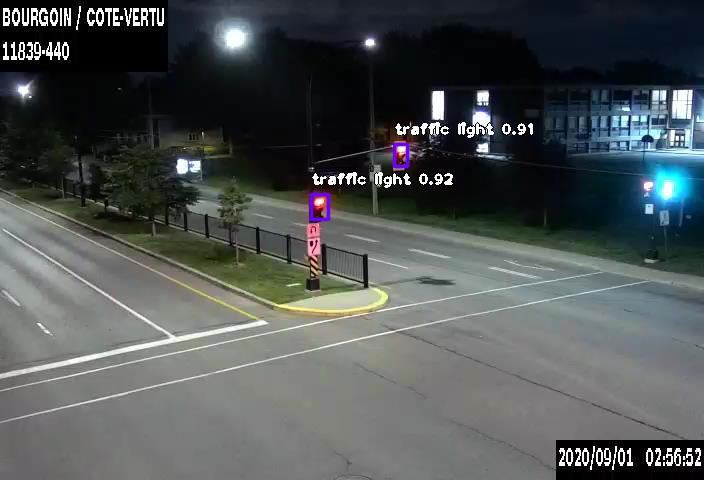 BOURGOIN / COTE-VERTU
11839-440
traffic light 0.91
traffic light 0.92
2020/09/01 02:56:52